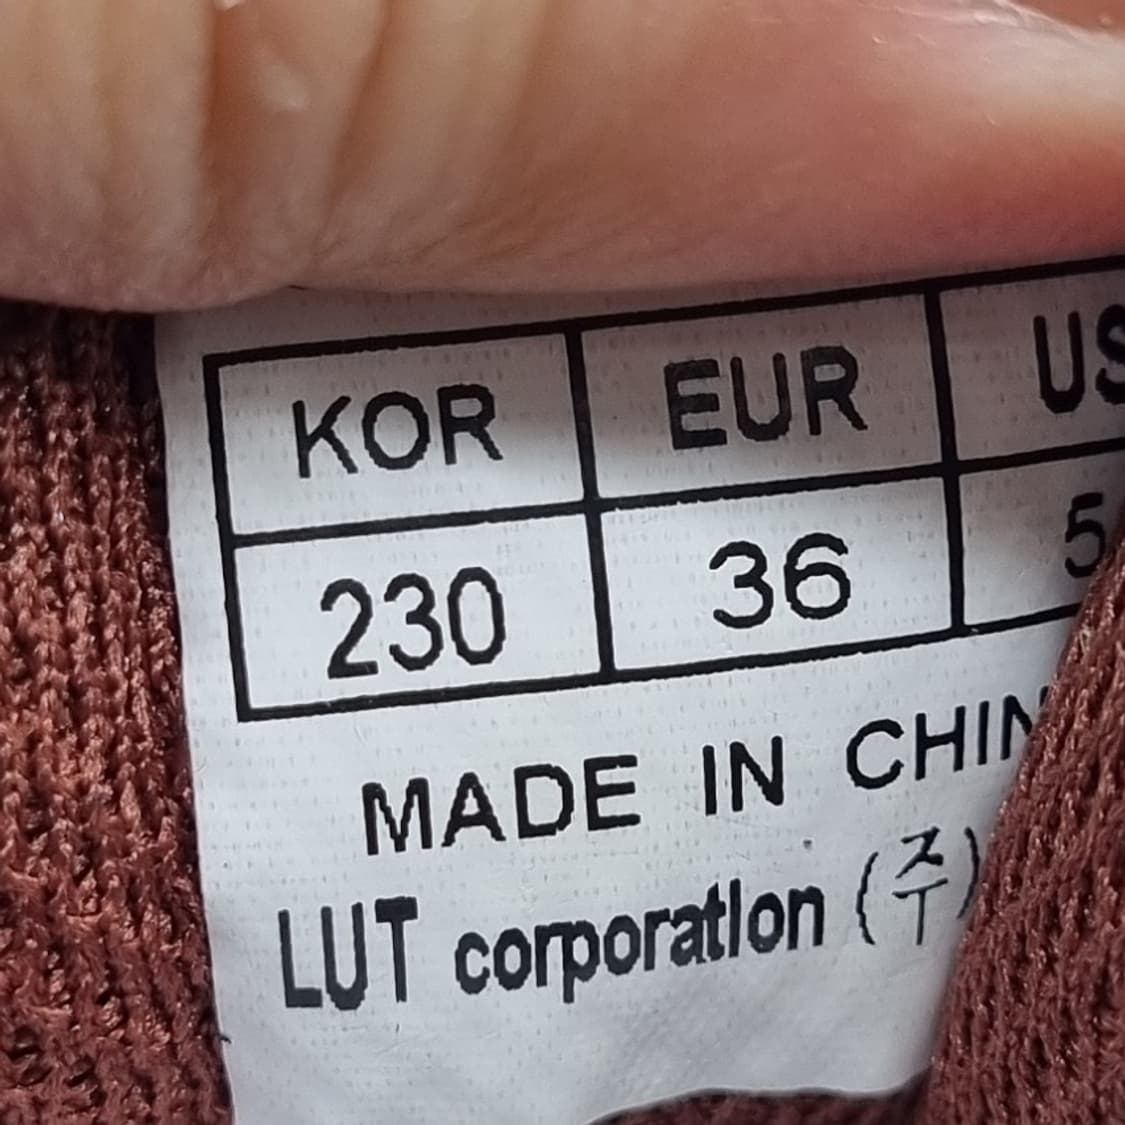 KOR EUR US
230 36 5
MADE IN CHIN
LUT corporation (주)